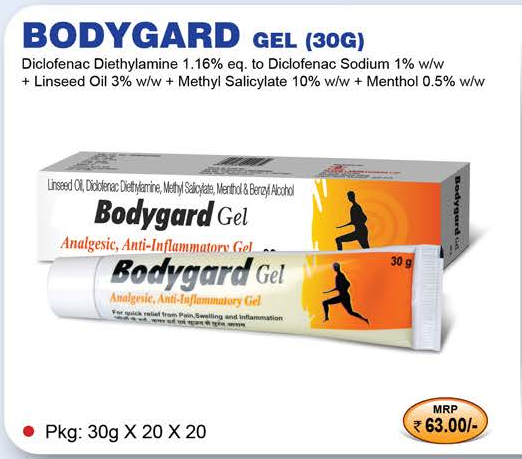 BODYGARD GEL (30G)
Diclofenac Diethylamine 1.16% eq. to Diclofenac Sodium 1% w/w
+ Linseed Oil 3% w/w + Methyl Salicylate 10% w/w + Menthol 0.5% w/w
Linseed Oil, Diclofenac Diethylamine, Methyl Salicylate, Menthol & Benzyl Alcohol
Bodygard Gel
Analgesic, Anti-Inflammatory Gel
Bodygard
Bodygard Gel
30 g
Analgesic, Anti-Inflammatory Gel
For quick relief from Pain, Swelling and Inflammation
Pkg: 30g X 20 X 20
MRP
₹ 63.00/-